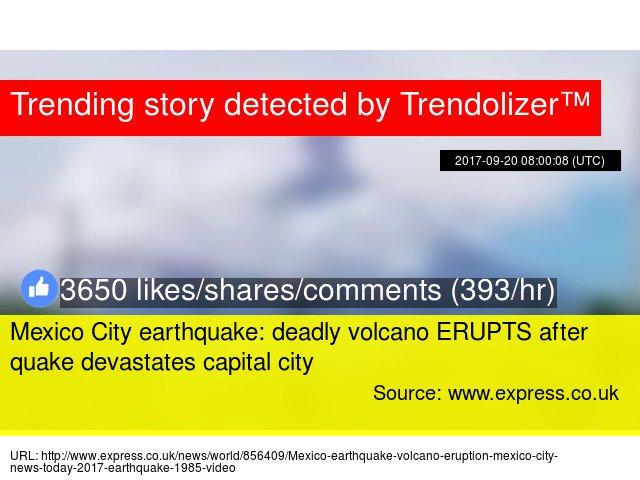 Trending story detected by Trendolizer™
2017-09-20 08:00:08 (UTC)
3650 likes/shares/comments (393/hr)
Mexico City earthquake: deadly volcano ERUPTS after
quake devastates capital city
Source: www.express.co.uk
URL: http://www.express.co.uk/news/world/856409/Mexico-earthquake-volcano-eruption-mexico-city-
news-today-2017-earthquake-1985-video